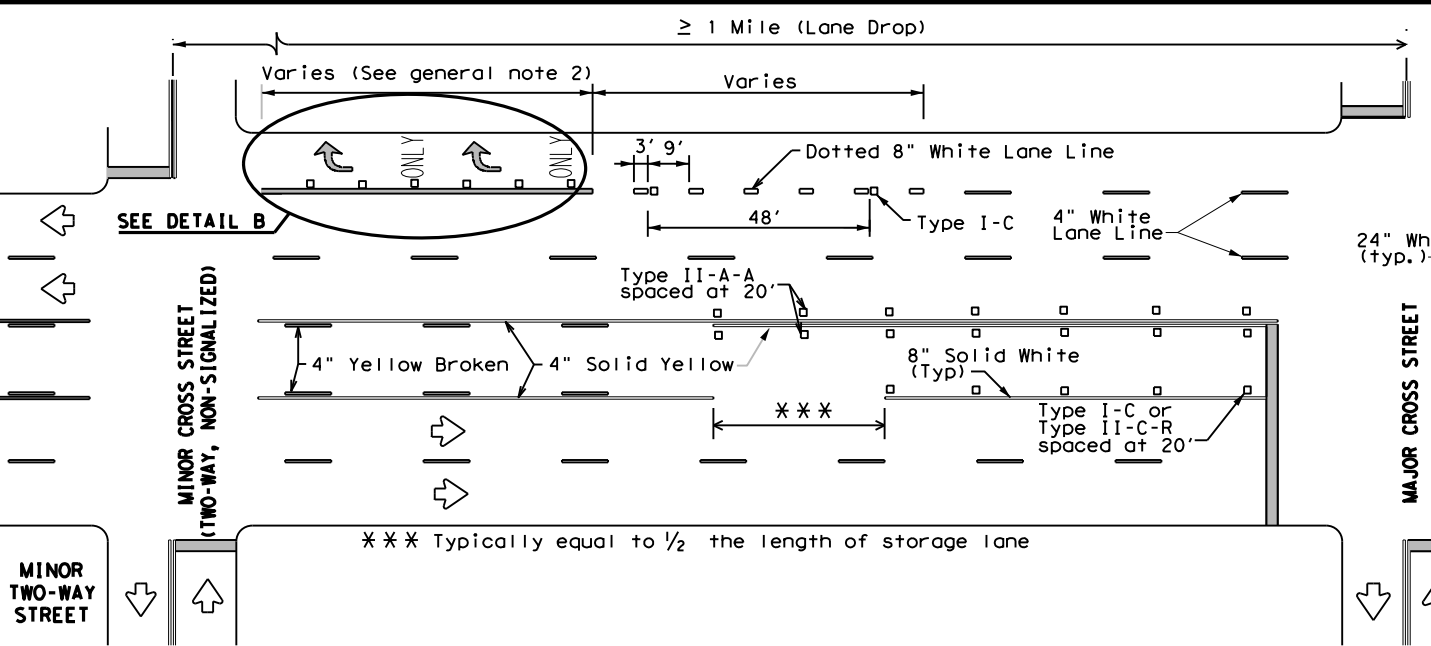 ≥ 1 Mile (Lane Drop)
Varies (See general note 2)
Varies
ONLY
ONLY
3' 9'
Dotted 8" White Lane Line
SEE DETAIL B
48'
Type I-C
4" White
Lane Line
24" Wh
(typ.)
Type II-A-A
spaced at 20'
MINOR CROSS STREET
(TWO-WAY, NON-SIGNALIZED)
4" Yellow Broken
4" Solid Yellow
8" Solid White
(Typ)
***
Type I-C or
Type II-C-R
spaced at 20'
MAJOR CROSS STREET
*** Typically equal to ½ the length of storage lane
MINOR
TWO-WAY
STREET